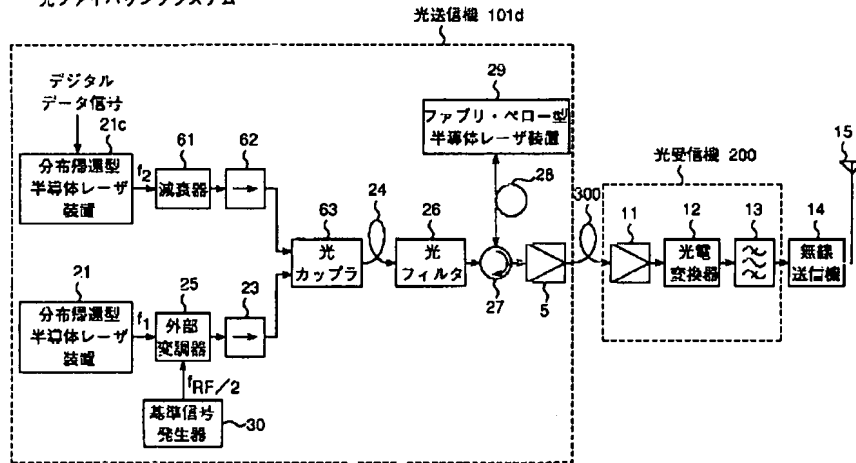 光ファイバリンクシステム
光送信機 101d
デジタル
データ信号
21c
分布帰還型
半導体レーザ
装置
f2
61
減衰器
62
29
ファブリ・ペロー型
半導体レーザ装置
28
63
光
カップラ
24
26
光
フィルタ
27
5
300
光受信機 200
11
12
光電
変換器
13
14
無線
送信機
15
21
分布帰還型
半導体レーザ
装置
f1
25
外部
変調器
23
fRF/2
基準信号
発生器
30